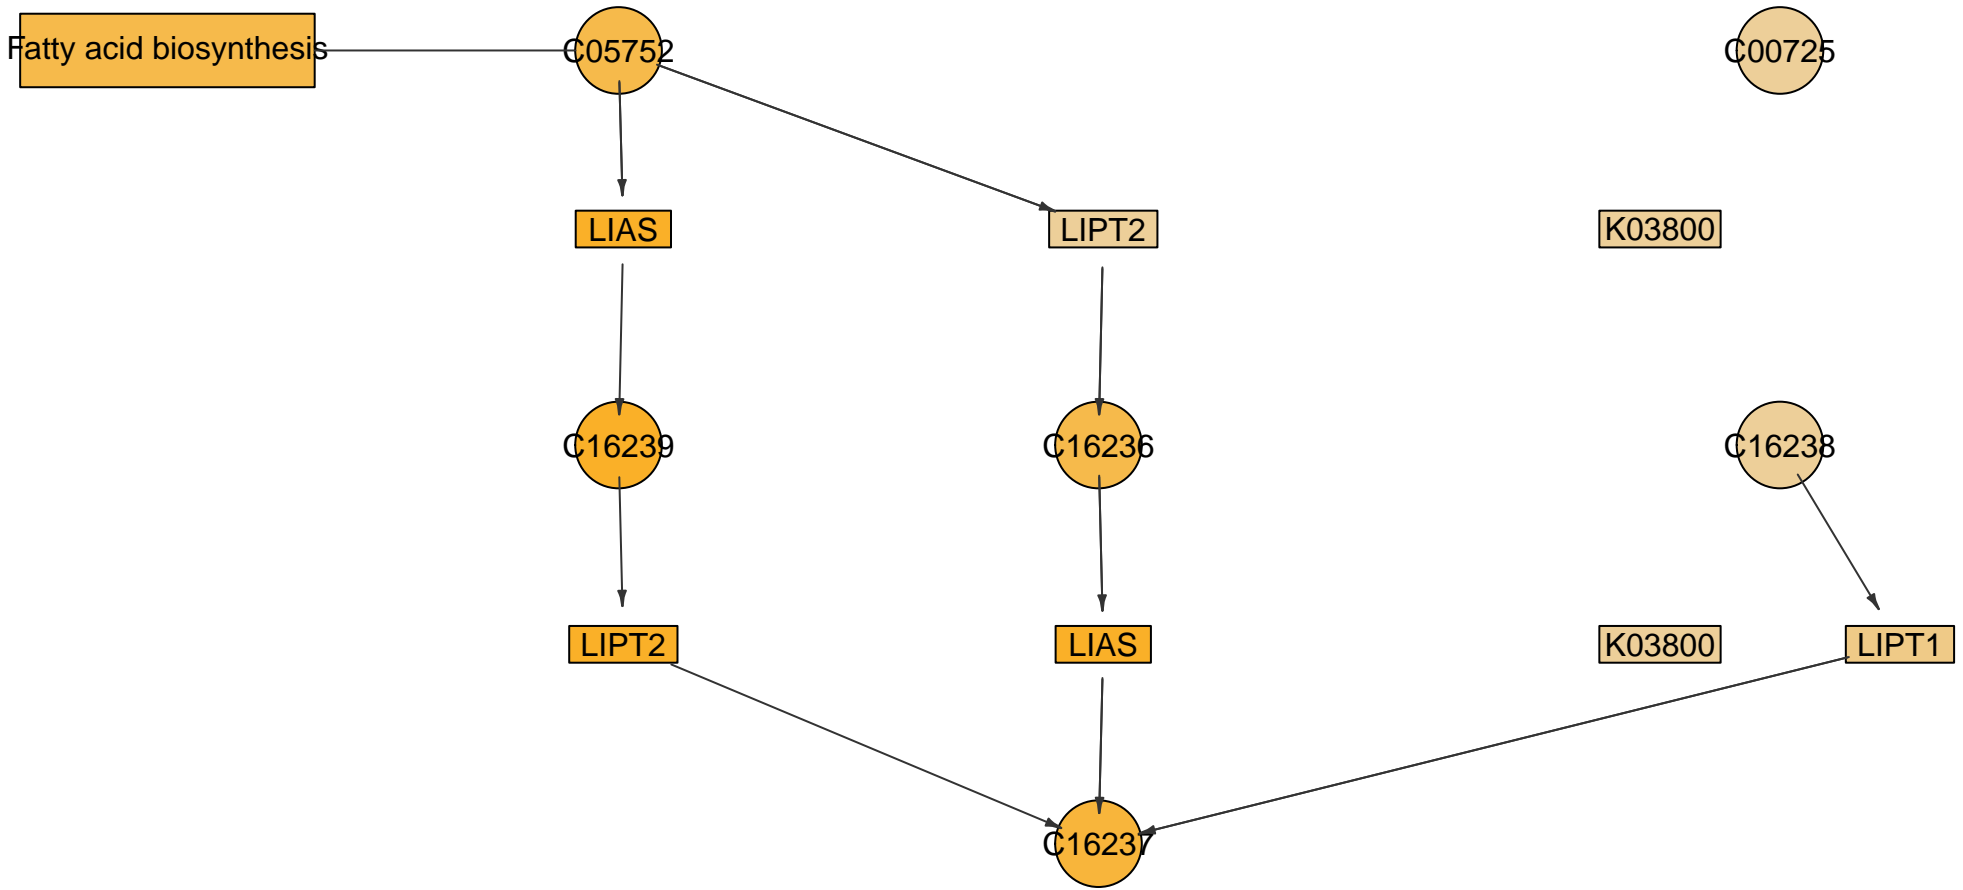 Fatty acid biosynthesis
C05752
C00725
LIAS
LIPT2
K03800
C16239
C16236
C16238
LIPT2
LIAS
K03800
LIPT1
C16237